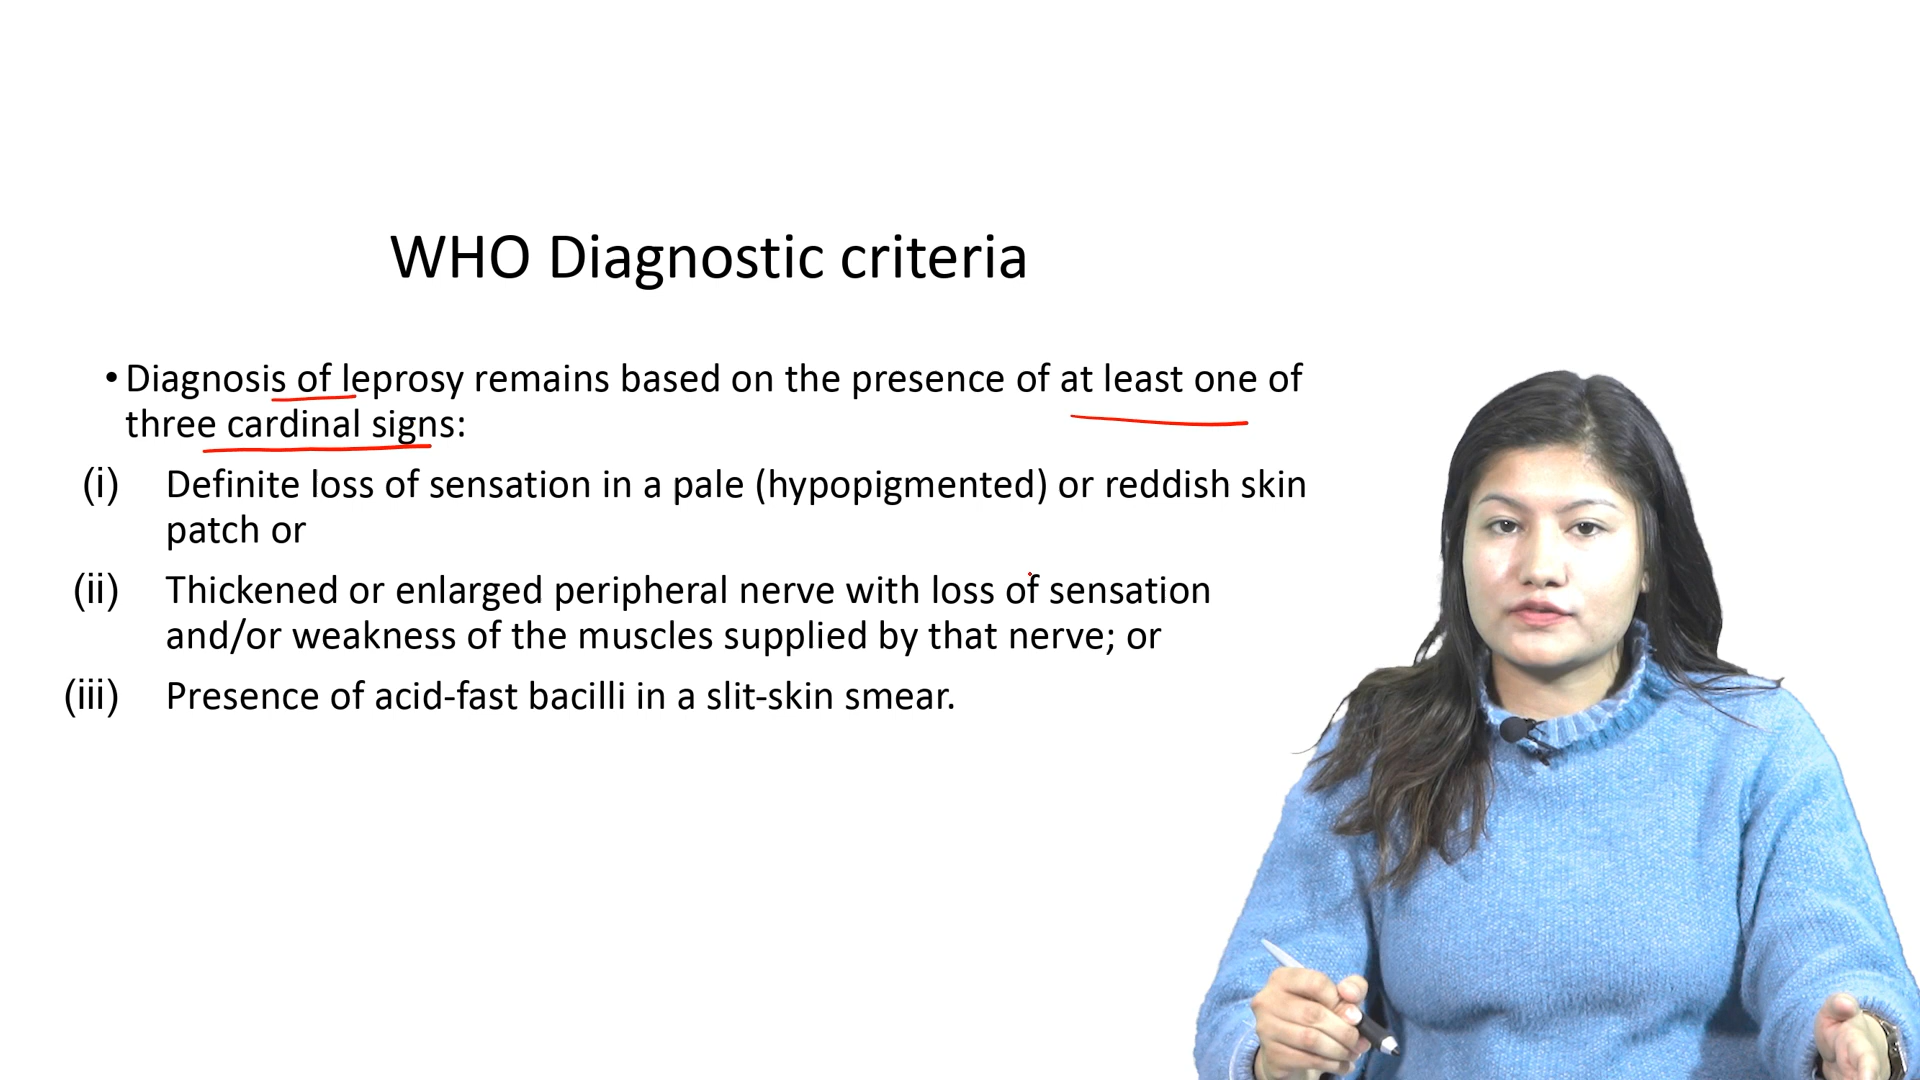 WHO Diagnostic criteria
• Diagnosis of leprosy remains based on the presence of at least one of
three cardinal signs:
(i) Definite loss of sensation in a pale (hypopigmented) or reddish skin
patch or
(ii) Thickened or enlarged peripheral nerve with loss of sensation
and/or weakness of the muscles supplied by that nerve; or
(iii) Presence of acid-fast bacilli in a slit-skin smear.